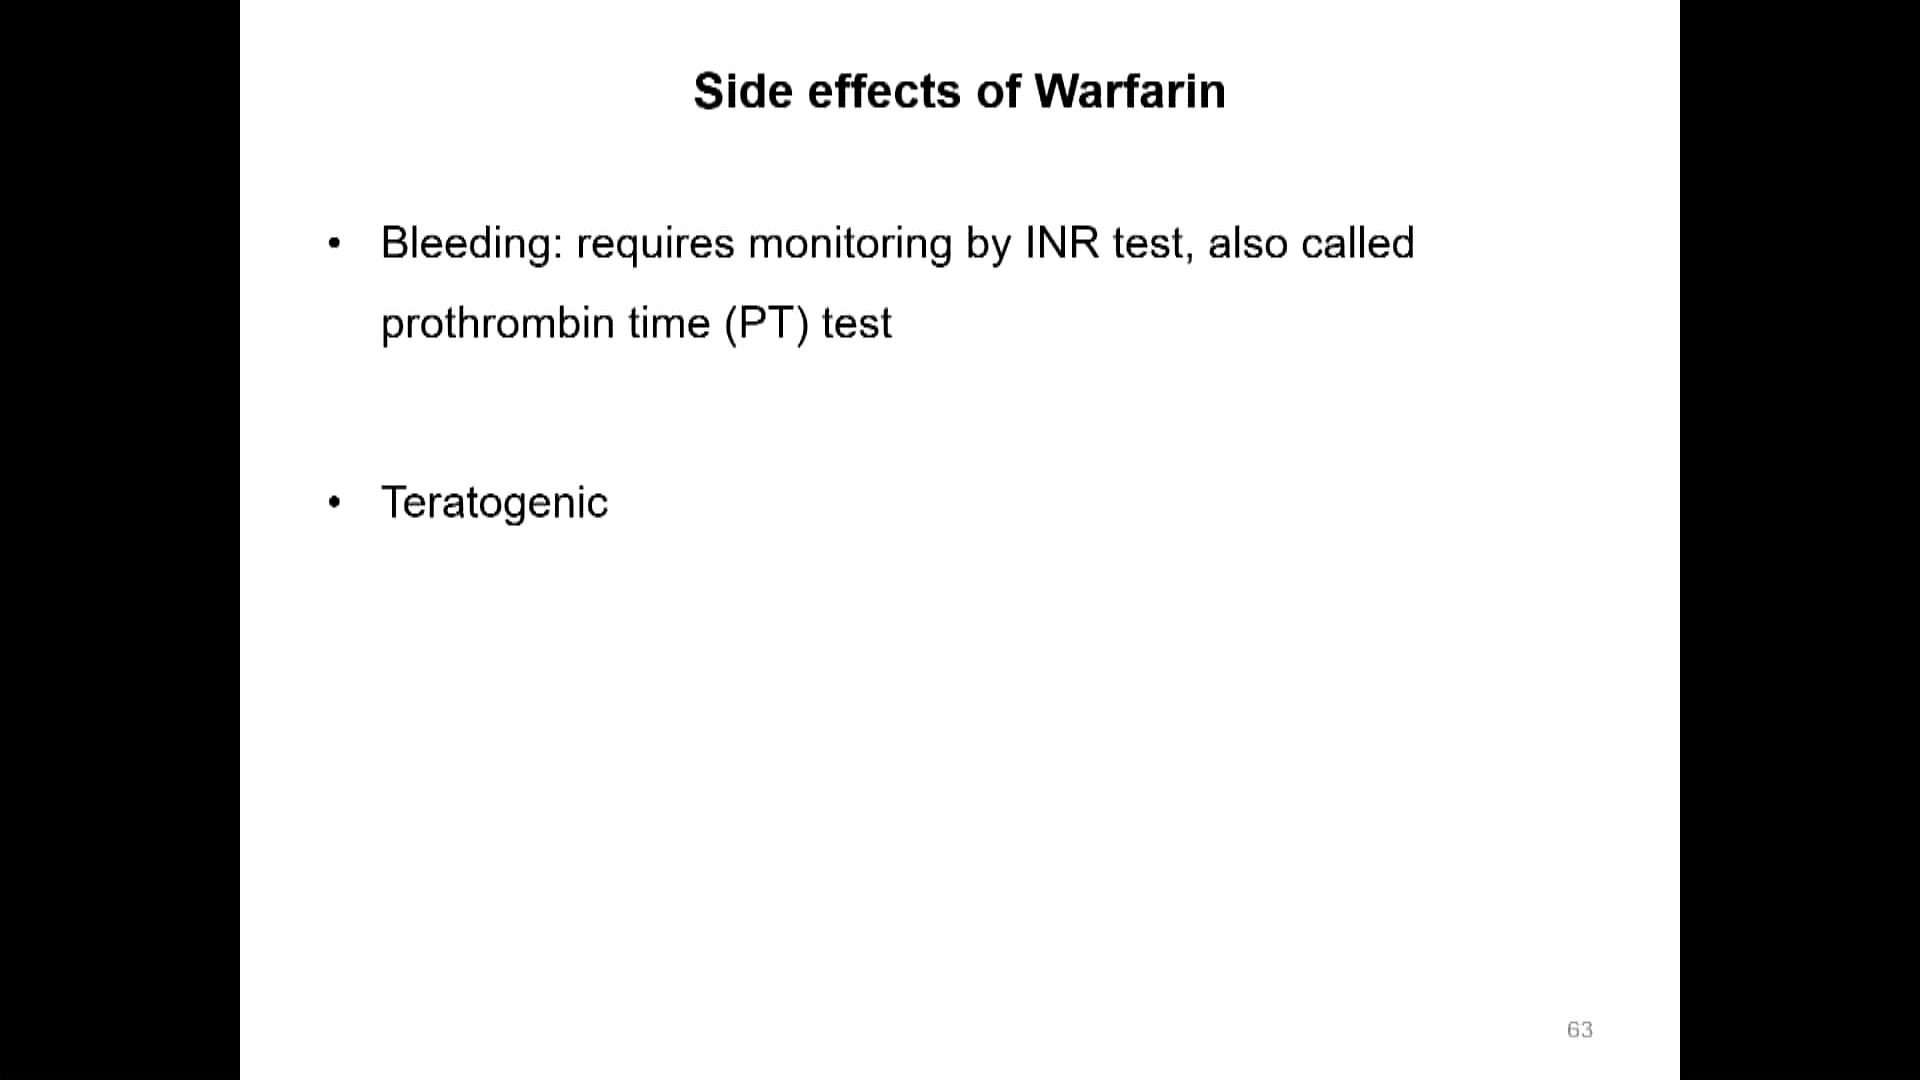 Side effects of Warfarin
• Bleeding: requires monitoring by INR test, also called
prothrombin time (PT) test
• Teratogenic
63